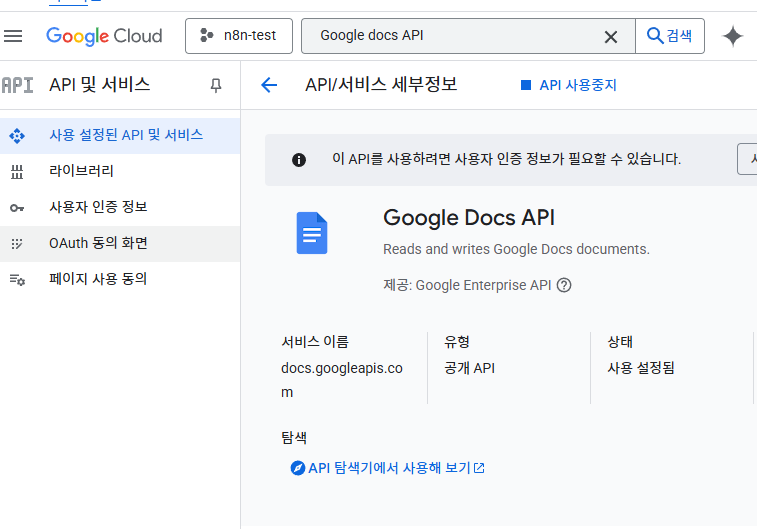 Google Cloud
n8n-test
Google docs API
검색
API
API 및 서비스
API/서비스 세부정보
API 사용중지
사용 설정된 API 및 서비스
라이브러리
사용자 인증 정보
OAuth 동의 화면
페이지 사용 동의
이 API를 사용하려면 사용자 인증 정보가 필요할 수 있습니다.
Google Docs API
Reads and writes Google Docs documents.
제공: Google Enterprise API
서비스 이름
유형
상태
docs.googleapis.co
m
공개 API
사용 설정됨
탐색
API 탐색기에서 사용해 보기